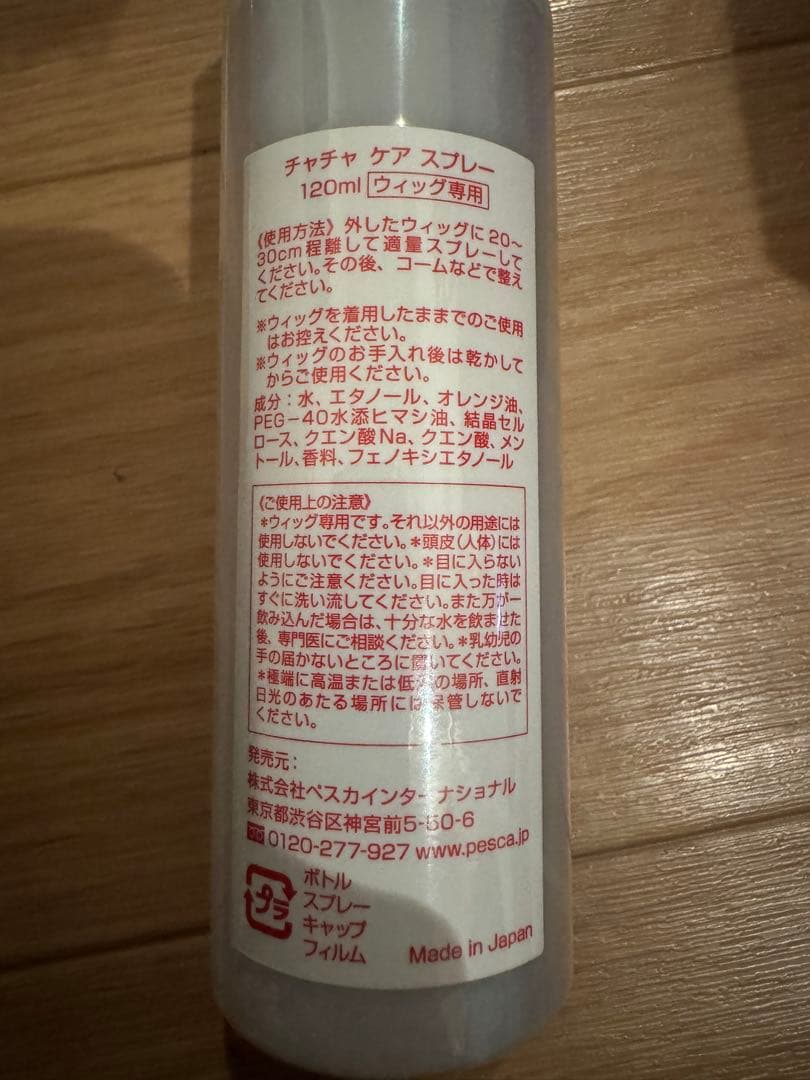 チャチャ ケア スプレー
120ml ウィッグ専用
《使用方法》外したウィッグに20〜
30cm程離して適量スプレーして
ください。その後、コームなどで整え
てください。
※ウィッグを着用したままでのご使用
はお控えください。
※ウィッグのお手入れ後は乾かして
からご使用ください。
成分：水、エタノール、オレンジ油、
PEG－40水添ヒマシ油、結晶セル
ロース、クエン酸Na、クエン酸、メン
トール、香料、フェノキシエタノール
《ご使用上の注意》
＊ウィッグ専用です。それ以外の用途には
使用しないでください。＊頭皮（人体）には
使用しないでください。＊目に入らない
ようにご注意ください。目に入った時は
すぐに洗い流してください。また万が一
飲み込んだ場合は、十分な水を飲ませた
後、専門医にご相談ください。＊乳幼児の
手の届かないところに置いてください。
＊極端に高温または低温の場所、直射
日光のあたる場所には保管しないで
ください。
発売元：
株式会社ペスカインターナショナル
東京都渋谷区神宮前5-50-6
0120-277-927 www.pesca.jp
プラ
ボトル
スプレー
キャップ
フィルム
Made in Japan